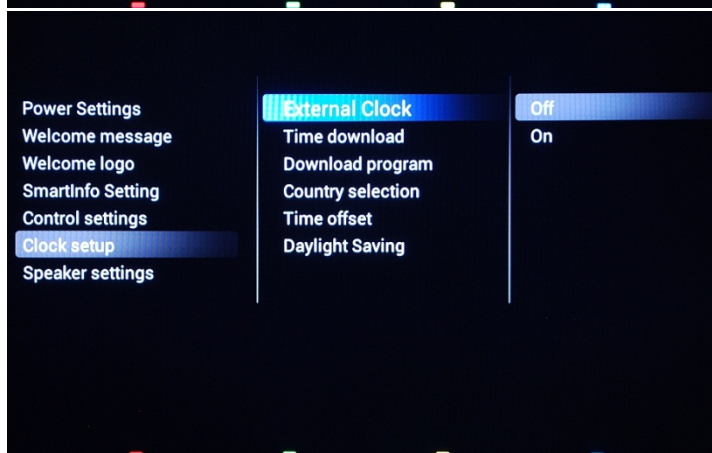 Power Settings
Welcome message
Welcome logo
SmartInfo Setting
Control settings
Clock setup
Speaker settings
External Clock
Time download
Download program
Country selection
Time offset
Daylight Saving
Off
On